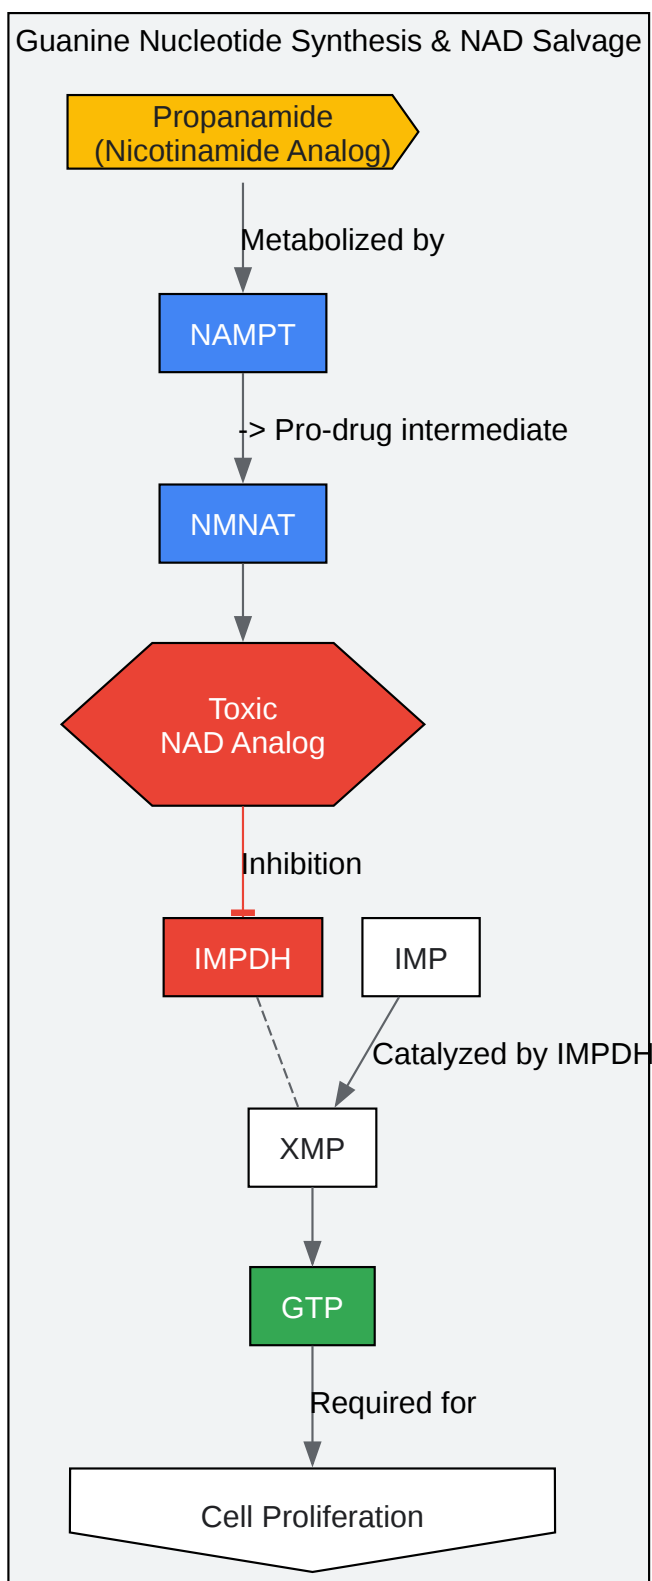 Guanine Nucleotide Synthesis & NAD Salvage
Propanamide
(Nicotinamide Analog)
Metabolized by
NAMPT
-> Pro-drug intermediate
NMNAT
Toxic
NAD Analog
Inhibition
IMPDH
IMP
Catalyzed by IMPDH
XMP
GTP
Required for
Cell Proliferation